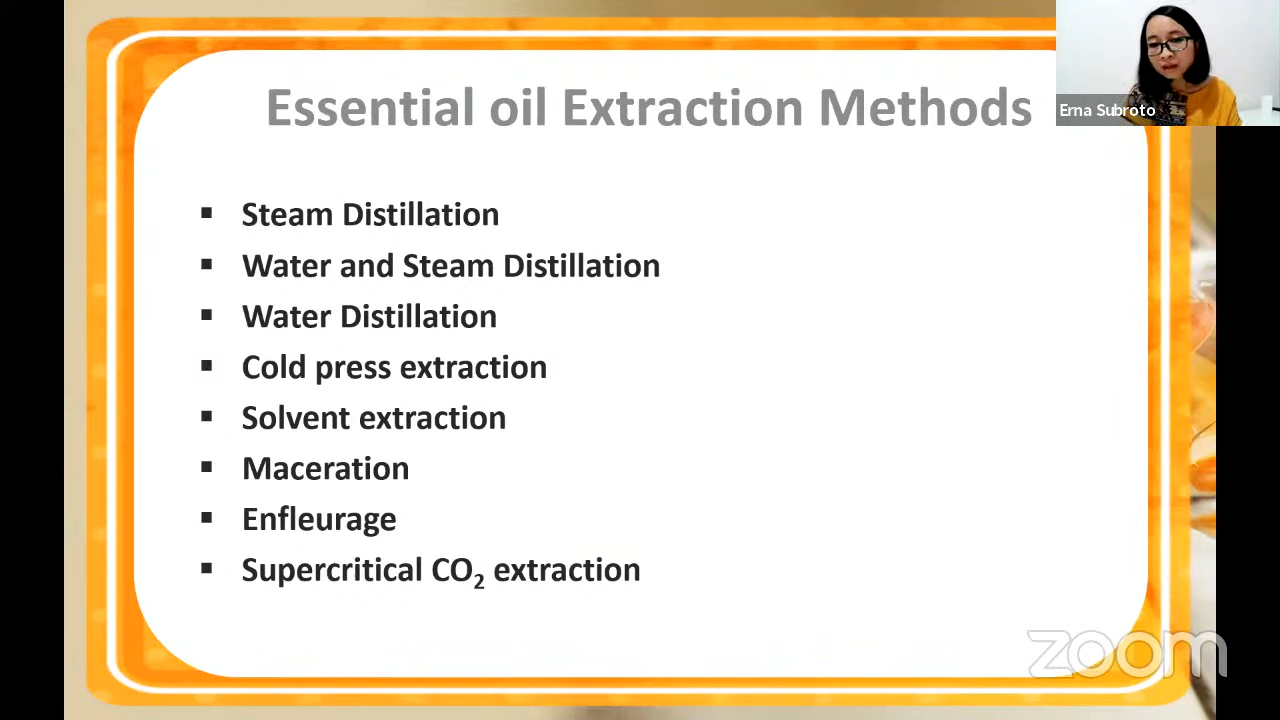 Essential oil Extraction Methods
Erna Subroto
▪ Steam Distillation
▪ Water and Steam Distillation
▪ Water Distillation
▪ Cold press extraction
▪ Solvent extraction
▪ Maceration
▪ Enfleurage
▪ Supercritical CO₂ extraction
zoom